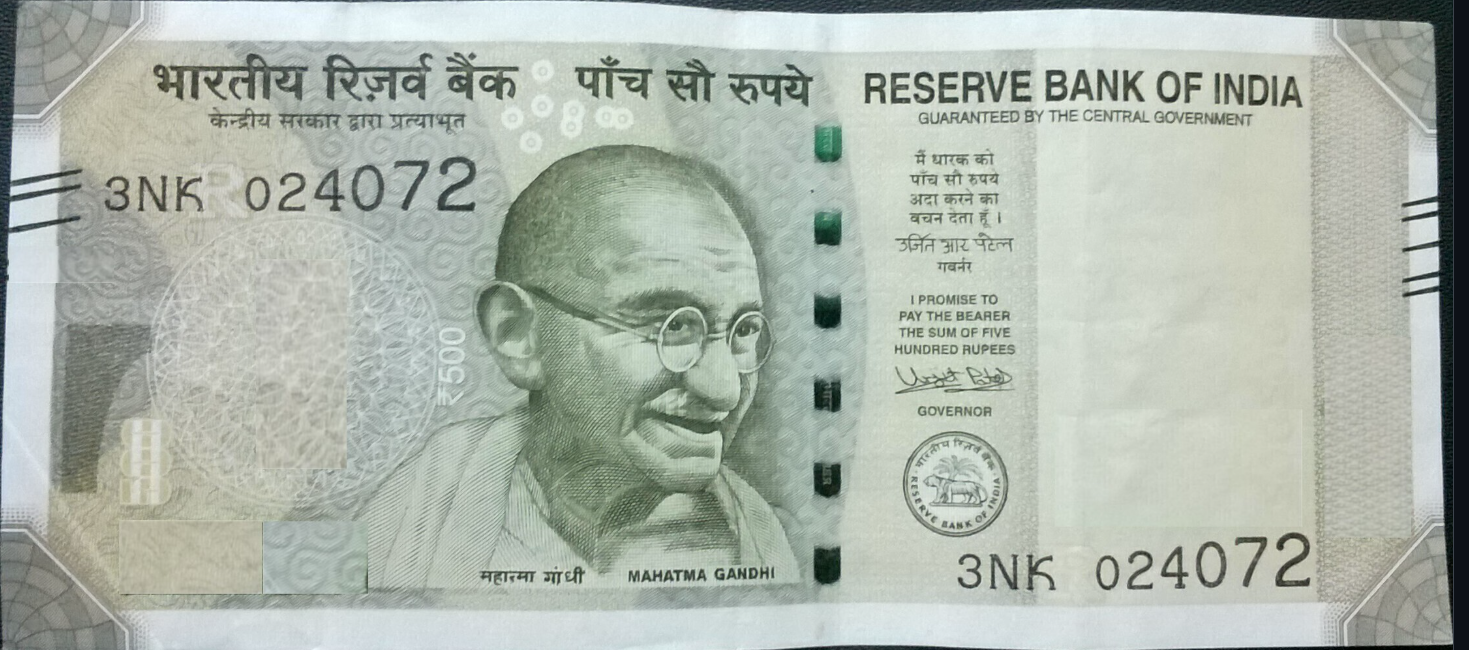 भारतीय रिज़र्व बैंक
पाँच सौ रुपये
RESERVE BANK OF INDIA
केन्द्रीय सरकार द्वारा प्रत्याभूत
GUARANTEED BY THE CENTRAL GOVERNMENT
3NK 024072
₹500
मैं धारक को
पाँच सौ रुपये
अदा करने का
वचन देता हूँ ।
उर्जित आर पटेल
गवर्नर
I PROMISE TO
PAY THE BEARER
THE SUM OF FIVE
HUNDRED RUPEES
Urjit Patel
GOVERNOR
भारतीय रिज़र्व बैंक
RESERVE BANK OF INDIA
महात्मा गांधी
MAHATMA GANDHI
3NK 024072